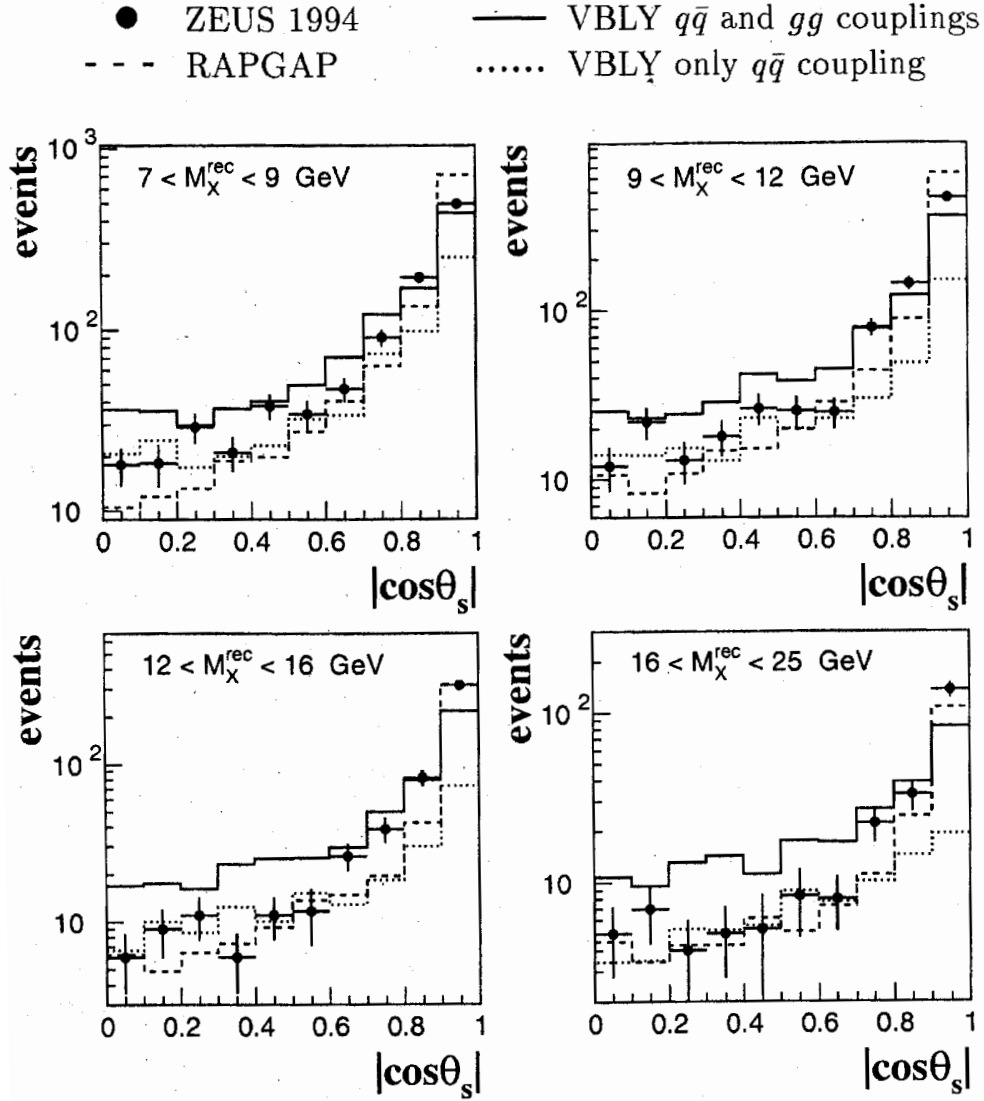 ● ZEUS 1994
--- RAPGAP
— VBLY qq̄ and gg couplings
...... VBLY only qq̄ coupling
events
10³
10²
10
7 < M_X^rec < 9 GeV
0 0.2 0.4 0.6 0.8 1
|cosθ_s|
events
10²
10
9 < M_X^rec < 12 GeV
0 0.2 0.4 0.6 0.8 1
|cosθ_s|
events
10²
10
12 < M_X^rec < 16 GeV
0 0.2 0.4 0.6 0.8 1
|cosθ_s|
events
10²
10
16 < M_X^rec < 25 GeV
0 0.2 0.4 0.6 0.8 1
|cosθ_s|